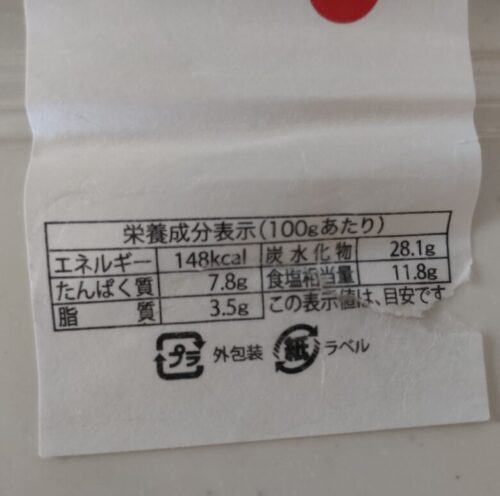 栄養成分表示(100gあたり)
エネルギー 148kcal 炭水化物 28.1g
たんぱく質 7.8g 食塩相当量 11.8g
脂質 3.5g この表示値は、目安です
プラ 外包装 紙 ラベル